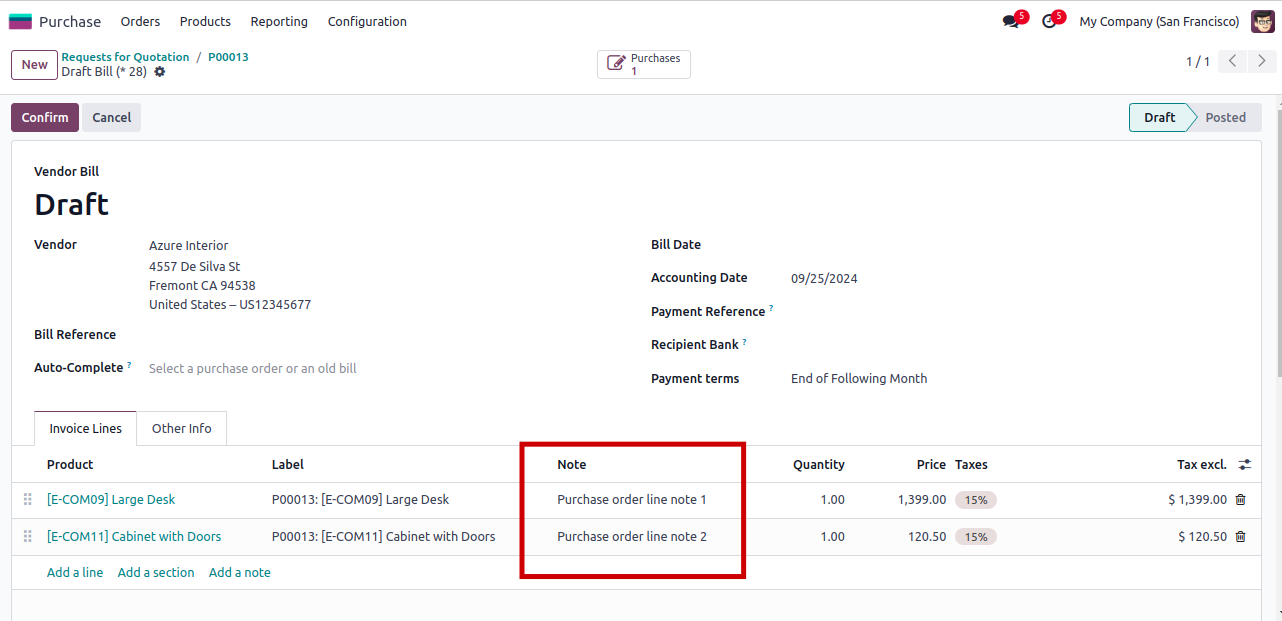 Purchase Orders Products Reporting Configuration 5 5 My Company (San Francisco)
New Requests for Quotation / P00013 Purchases 1 / 1
Draft Bill (* 28) 1
Confirm Cancel Draft Posted
Vendor Bill
Draft
Vendor Azure Interior Bill Date
4557 De Silva St
Fremont CA 94538 Accounting Date 09/25/2024
United States – US12345677
Payment Reference ?
Bill Reference Recipient Bank ?
Auto-Complete ? Select a purchase order or an old bill Payment terms End of Following Month
Invoice Lines Other Info
Product Label Note Quantity Price Taxes Tax excl.
[E-COM09] Large Desk P00013: [E-COM09] Large Desk Purchase order line note 1 1.00 1,399.00 15% $ 1,399.00
[E-COM11] Cabinet with Doors P00013: [E-COM11] Cabinet with Doors Purchase order line note 2 1.00 120.50 15% $ 120.50
Add a line Add a section Add a note